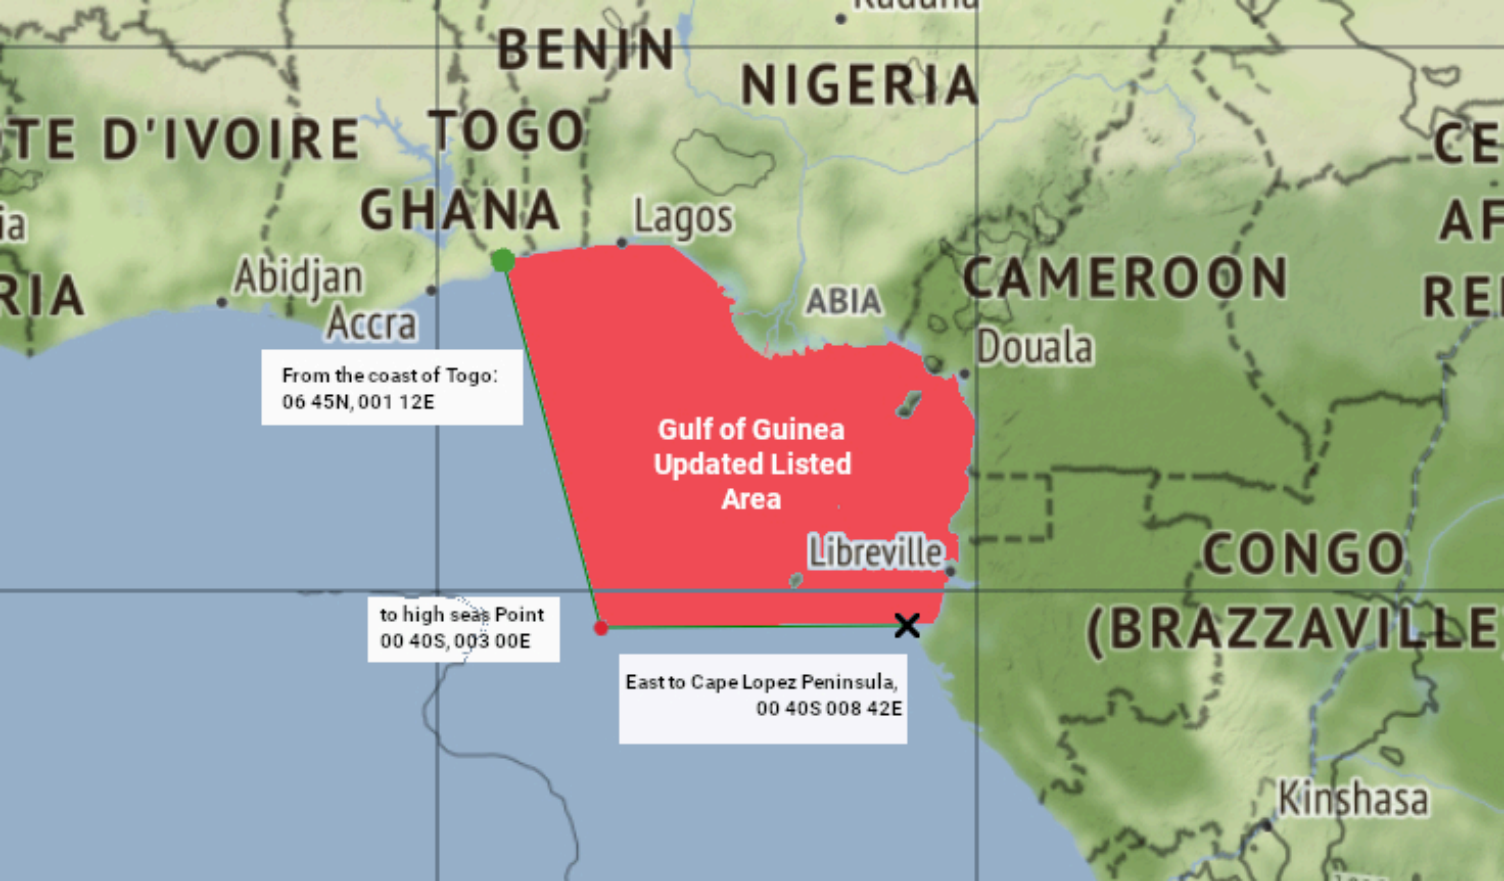 BENIN
NIGERIA
TE D'IVOIRE
TOGO
CE
GHANA
Lagos
AF
ia
Abidjan
CAMEROON
RIA
ABIA
RE
Accra
Douala
From the coast of Togo:
06 45N, 001 12E
Gulf of Guinea
Updated Listed
Area
Libreville
CONGO
to high seas Point
00 40S, 003 00E
(BRAZZAVILLE
East to Cape Lopez Peninsula,
00 40S 008 42E
Kinshasa